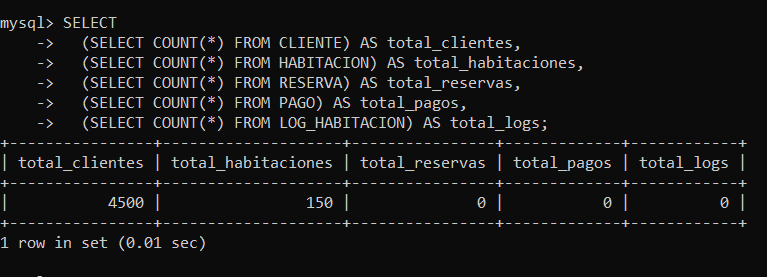 mysql> SELECT
    ->   (SELECT COUNT(*) FROM CLIENTE) AS total_clientes,
    ->   (SELECT COUNT(*) FROM HABITACION) AS total_habitaciones,
    ->   (SELECT COUNT(*) FROM RESERVA) AS total_reservas,
    ->   (SELECT COUNT(*) FROM PAGO) AS total_pagos,
    ->   (SELECT COUNT(*) FROM LOG_HABITACION) AS total_logs;
+----------------+--------------------+----------------+-------------+------------+
| total_clientes | total_habitaciones | total_reservas | total_pagos | total_logs |
+----------------+--------------------+----------------+-------------+------------+
|           4500 |                150 |              0 |           0 |          0 |
+----------------+--------------------+----------------+-------------+------------+
1 row in set (0.01 sec)